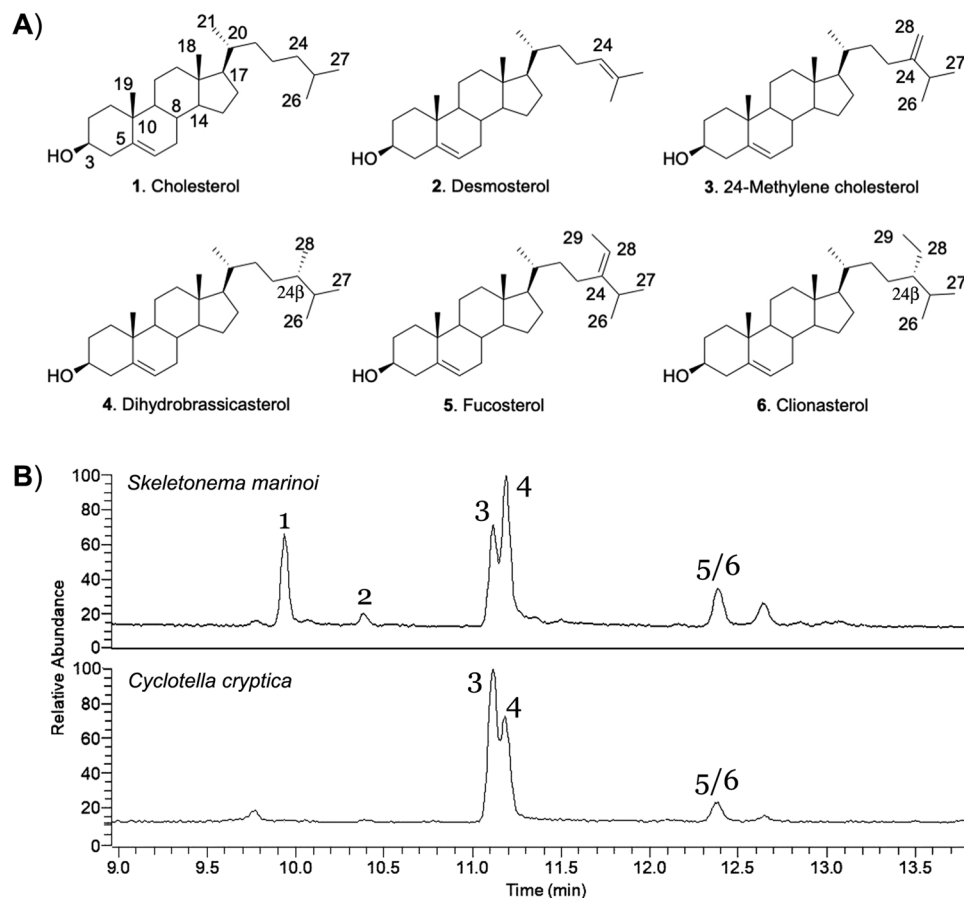 A)
21
20
24
18
27
17
19
26
8
10
14
5
HO
3
1. Cholesterol
24
HO
2. Desmosterol
28
27
24
26
HO
3. 24-Methylene cholesterol
28
27
24β
26
HO
4. Dihydrobrassicasterol
29
28
27
24
26
HO
5. Fucosterol
29
28
27
24β
26
HO
6. Clionasterol
B)
Skeletonema marinoi
100
80
60
40
20
0
1
2
3
4
5/6
Relative Abundance
Cyclotella cryptica
100
80
60
40
20
0
3
4
5/6
9.0 9.5 10.0 10.5 11.0 11.5 12.0 12.5 13.0 13.5
Time (min)